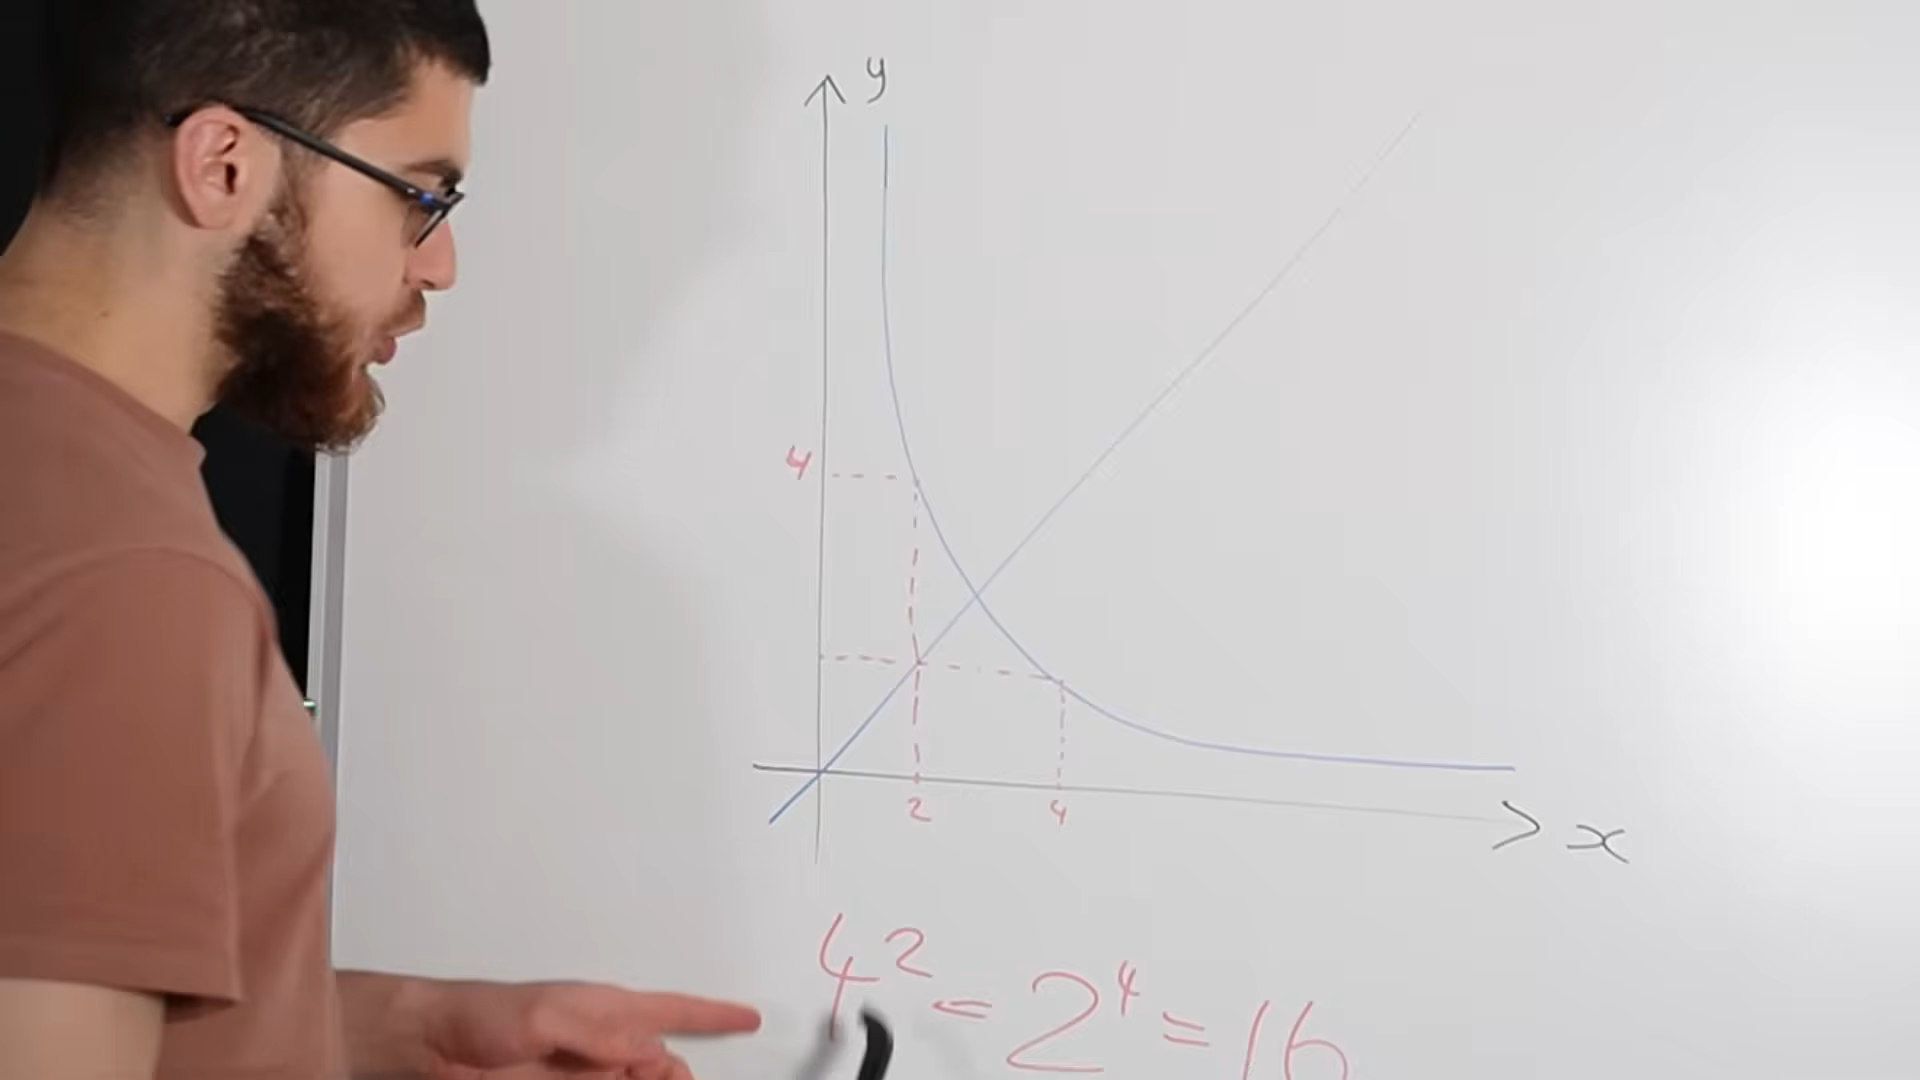 y
4
2 4
x
4² = 2⁴ = 16